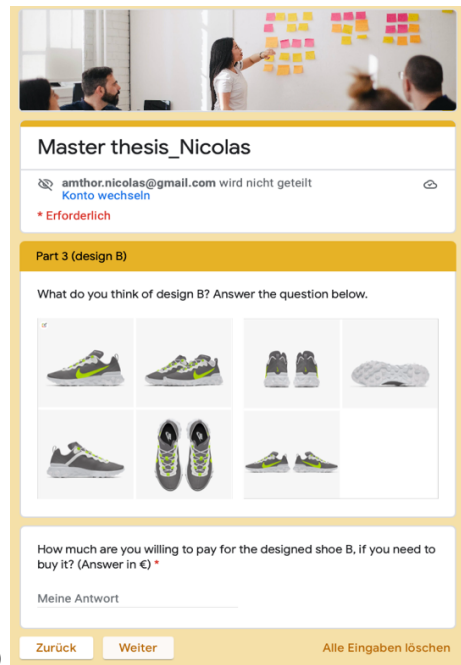 Master thesis_Nicolas
amthor.nicolas@gmail.com wird nicht geteilt
Konto wechseln
* Erforderlich
Part 3 (design B)
What do you think of design B? Answer the question below.
How much are you willing to pay for the designed shoe B, if you need to
buy it? (Answer in €) *
Meine Antwort
Zurück
Weiter
Alle Eingaben löschen